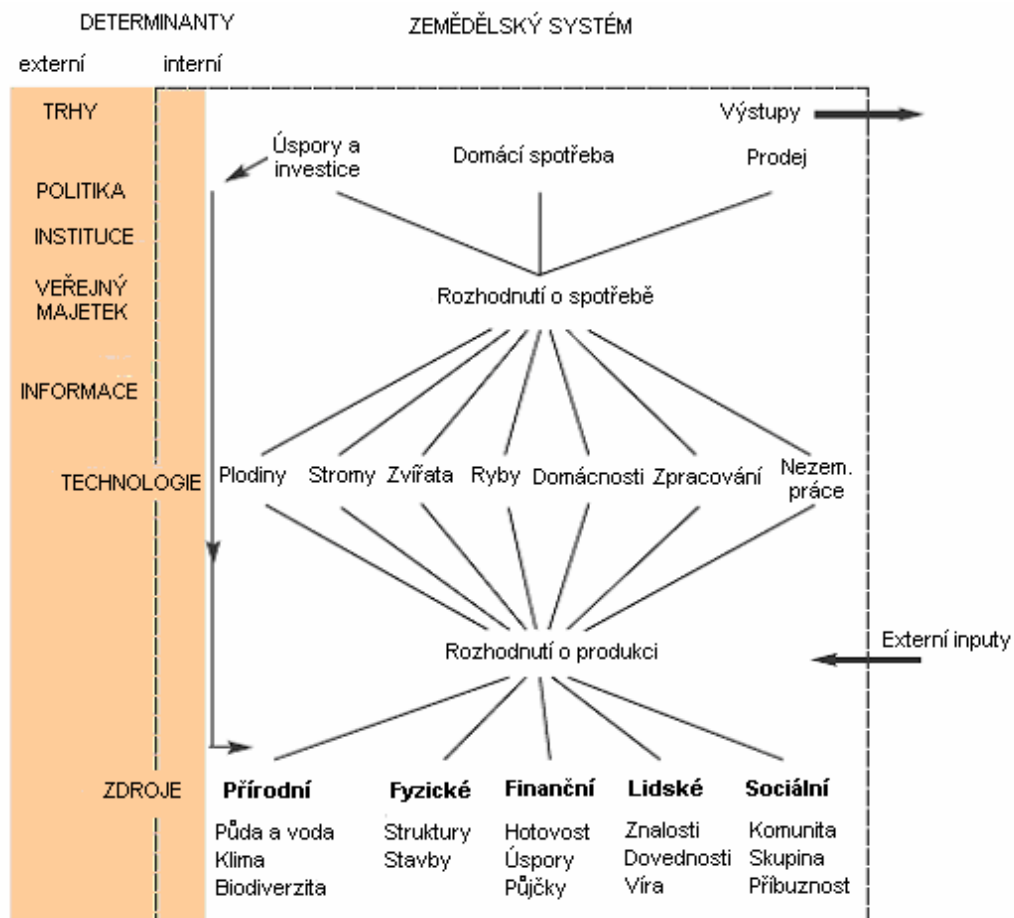 DETERMINANTY
ZEMĚDĚLSKÝ SYSTÉM
externí
interní
TRHY
Výstupy
Úspory a
investice
Domácí spotřeba
Prodej
POLITIKA
INSTITUCE
VEŘEJNÝ
MAJETEK
Rozhodnutí o spotřebě
INFORMACE
TECHNOLOGIE
Plodiny
Stromy
Zvířata
Ryby
Domácnosti
Zpracování
Nezem.
práce
Rozhodnutí o produkci
Externí inputy
ZDROJE
Přírodní
Fyzické
Finanční
Lidské
Sociální
Půda a voda
Struktury
Hotovost
Znalosti
Komunita
Klima
Stavby
Úspory
Dovednosti
Skupina
Biodiverzita
Půjčky
Víra
Příbuznost